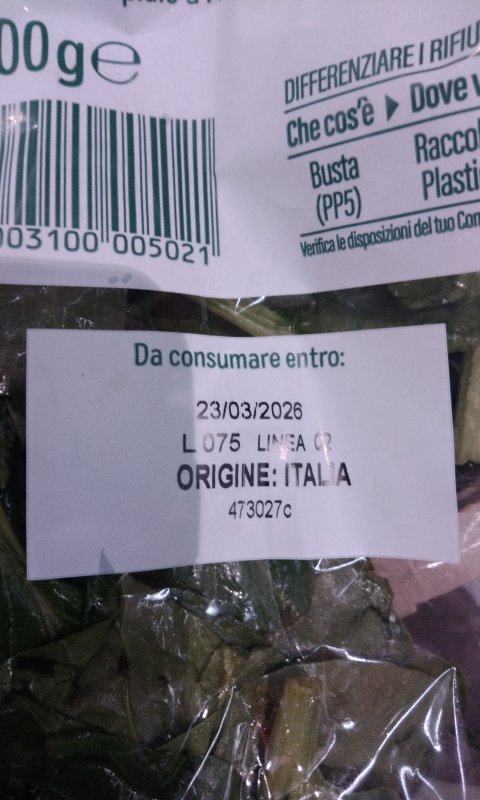 00g℮
DIFFERENZIARE I RIFIU
Che cos'è ▶ Dove v
Busta Raccol
(PP5) Plasti
Verifica le disposizioni del tuo Com
003100 005021
Da consumare entro:
23/03/2026
L 075 LINEA 02
ORIGINE: ITALIA
473027c